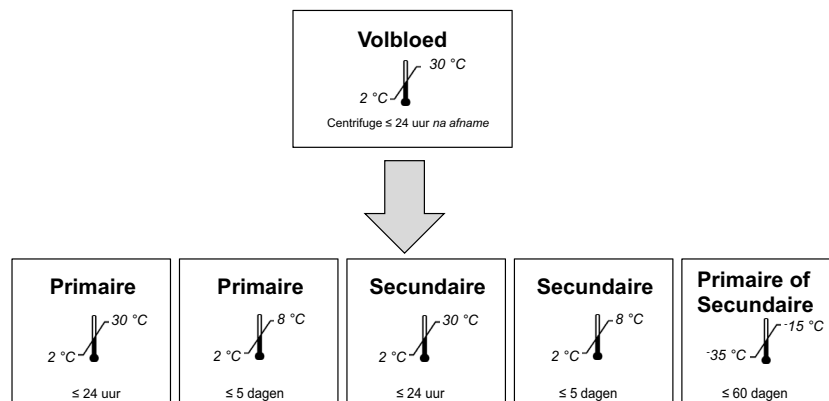 Volbloed
30 °C
2 °C
Centrifuge ≤ 24 uur na afname
Primaire
30 °C
2 °C
≤ 24 uur
Primaire
8 °C
2 °C
≤ 5 dagen
Secundaire
30 °C
2 °C
≤ 24 uur
Secundaire
8 °C
2 °C
≤ 5 dagen
Primaire of
Secundaire
-15 °C
-35 °C
≤ 60 dagen